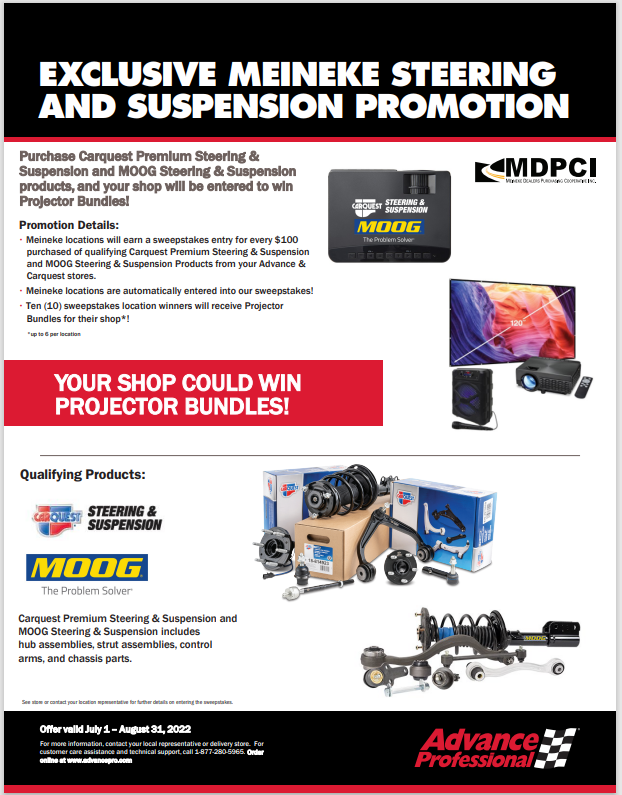 EXCLUSIVE MEINEKE STEERING
AND SUSPENSION PROMOTION
Purchase Carquest Premium Steering &
Suspension and MOOG Steering & Suspension
products, and your shop will be entered to win
Projector Bundles!
MDPCI
MEINEKE DEALERS PURCHASING COOPERATIVE INC.
CARQUEST STEERING &
SUSPENSION
MOOG
The Problem Solver
Promotion Details:
• Meineke locations will earn a sweepstakes entry for every $100
purchased of qualifying Carquest Premium Steering & Suspension
and MOOG Steering & Suspension Products from your Advance &
Carquest stores.
• Meineke locations are automatically entered into our sweepstakes!
• Ten (10) sweepstakes location winners will receive Projector
Bundles for their shop*!
*up to 6 per location
120°
YOUR SHOP COULD WIN
PROJECTOR BUNDLES!
Qualifying Products:
CARQUEST STEERING &
SUSPENSION
MOOG®
The Problem Solver®
MOOG
Carquest Premium Steering & Suspension and
MOOG Steering & Suspension includes
hub assemblies, strut assemblies, control
arms, and chassis parts.
See store or contact your location representative for further details on entering the sweepstakes.
Offer valid July 1 – August 31, 2022
For more information, contact your local representative or delivery store. For
customer care assistance and technical support, call 1-877-280-5965. Order
online at www.advancepro.com
Advance
Professional